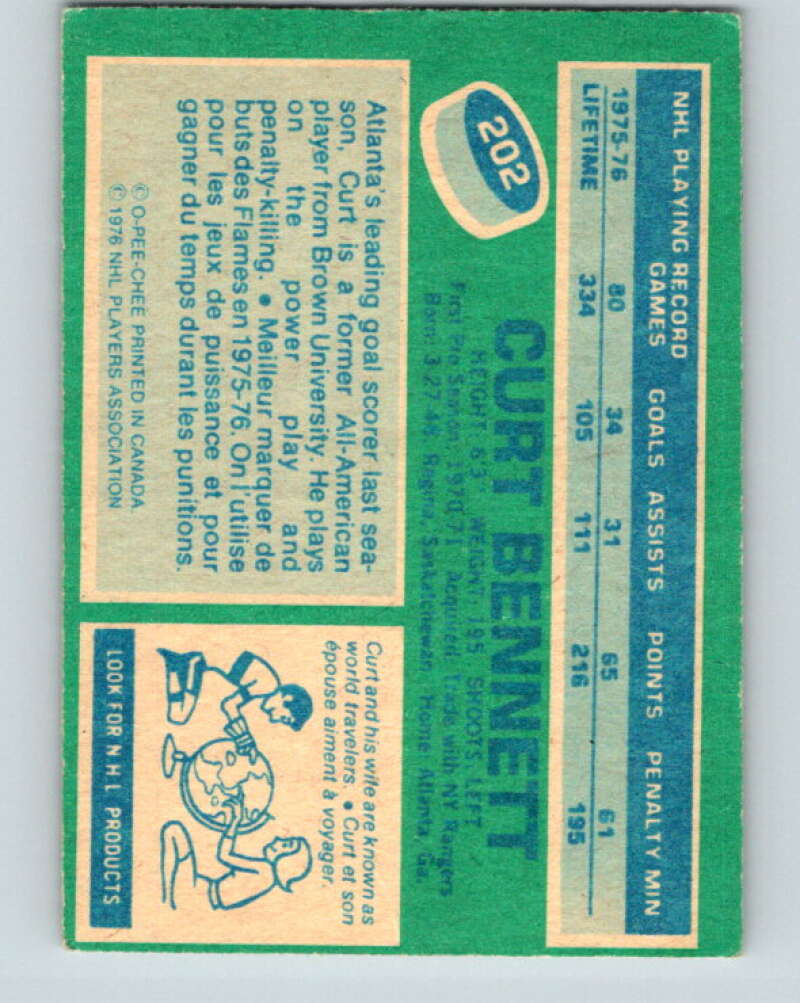 NHL PLAYING RECORD
GAMES GOALS ASSISTS POINTS PENALTY MIN
1975-76 80 34 31 65 61
LIFETIME 334 105 111 216 195
202
CURT BENNETT
HEIGHT: 6'3" WEIGHT: 195 SHOOTS: LEFT
First Pro Season: 1970-71 Acquired: Trade with NY Rangers
Born: 3-27-48, Regina, Saskatchewan, Home: Atlanta, Ga.
Atlanta's leading goal scorer last sea-
son, Curt is a former All-American
player from Brown University. He plays
on the power play and
penalty-killing. • Meilleur marquer de
buts des Flames en 1975-76. On l'utilise
pour les jeux de puissance et pour
gagner du temps durant les punitions.
© O-PEE-CHEE PRINTED IN CANADA
© 1976 NHL PLAYERS ASSOCIATION
Curt and his wife are known as
world travelers. • Curt et son
épouse aiment à voyager.
LOOK FOR NHL PRODUCTS